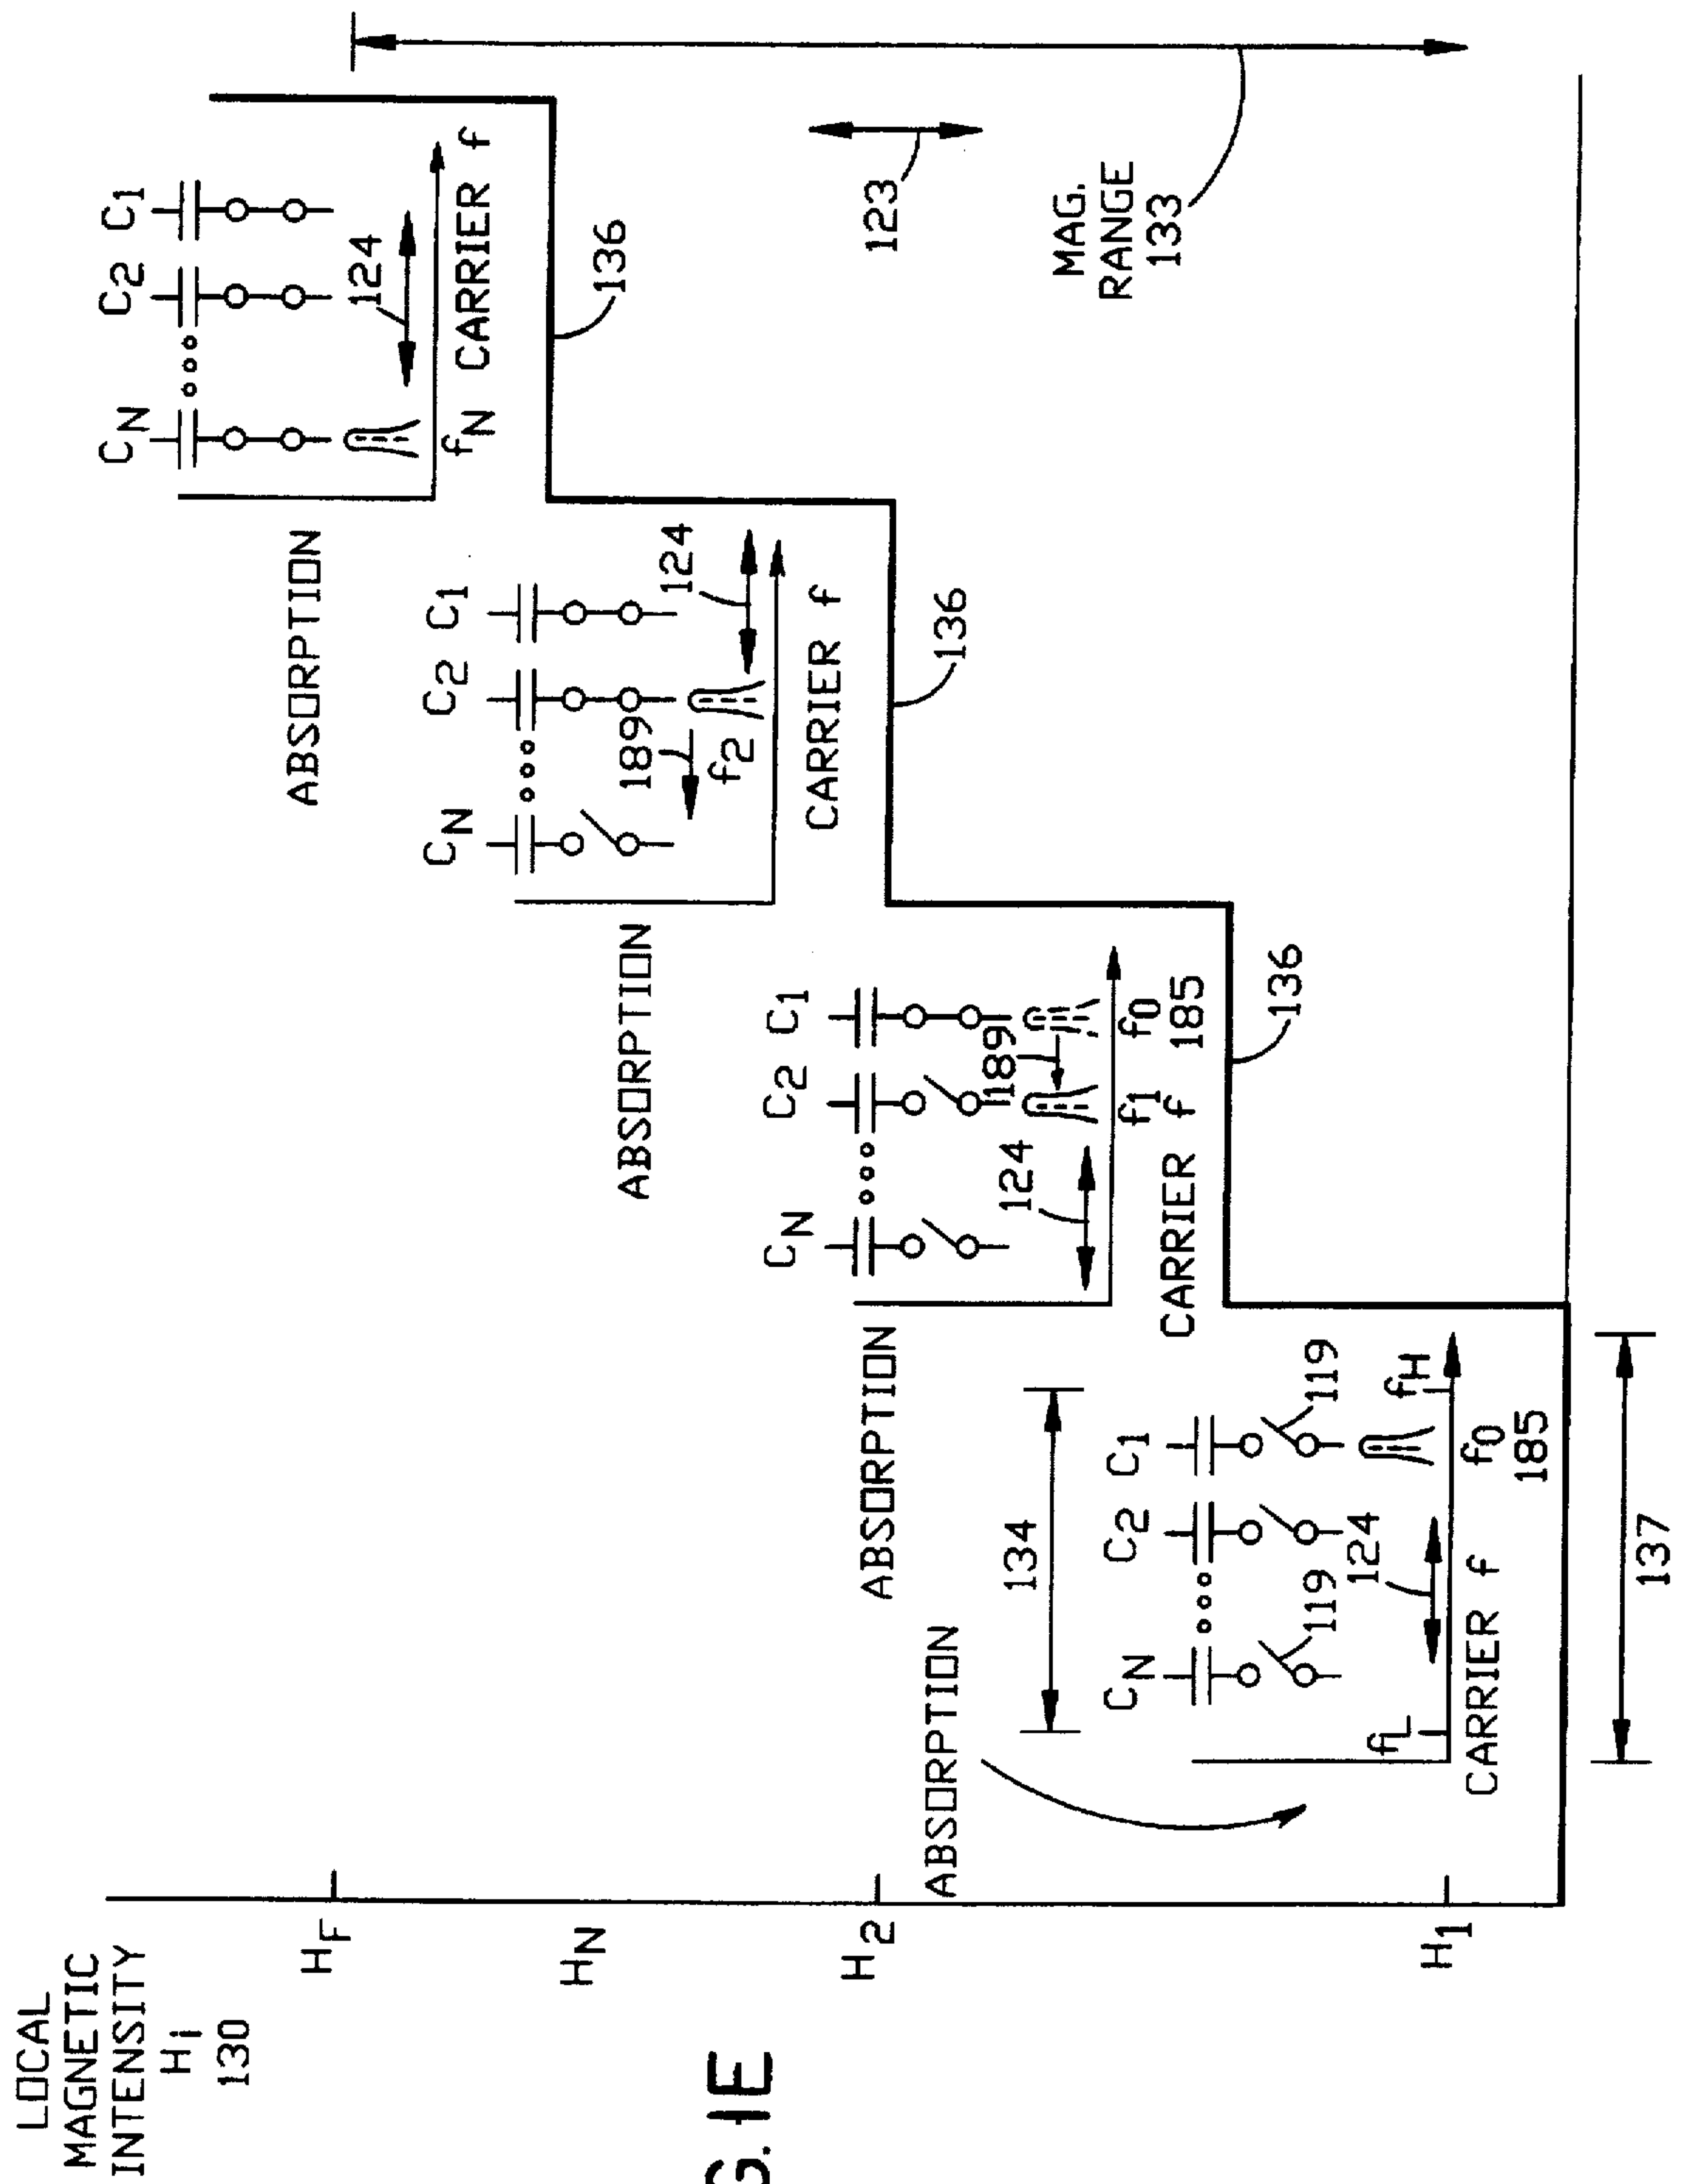 LOCAL
MAGNETIC
INTENSITY
Hi
130
HF
HN
H2
H1
G. 1E
CN C2 C1
124
fN CARRIER f
ABSORPTION
136
CN C2 C1
189 124
f2
CARRIER f
ABSORPTION
136
123
MAG.
RANGE
133
CN C2 C1
124 189
f1 f0
CARRIER f 185
ABSORPTION
136
ABSORPTION
134
CN C2 C1
119 124 119
fL fH
CARRIER f f0
185
137